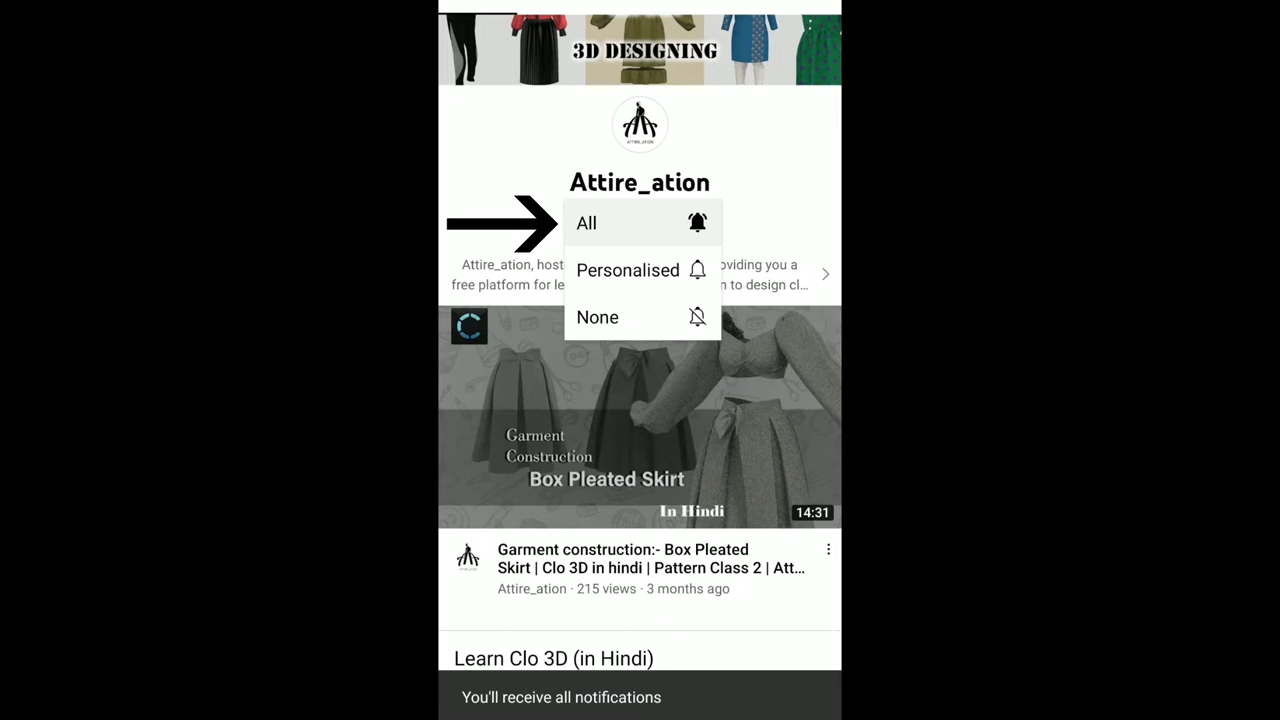 3D DESIGNING
ATTIRE_ATION
Attire_ation
All
Personalised
None
Attire_ation, host
oviding you a
free platform for le
n to design cl...
Garment
Construction
Box Pleated Skirt
In Hindi
14:31
Garment construction:- Box Pleated
Skirt | Clo 3D in hindi | Pattern Class 2 | Att...
Attire_ation · 215 views · 3 months ago
Learn Clo 3D (in Hindi)
You'll receive all notifications